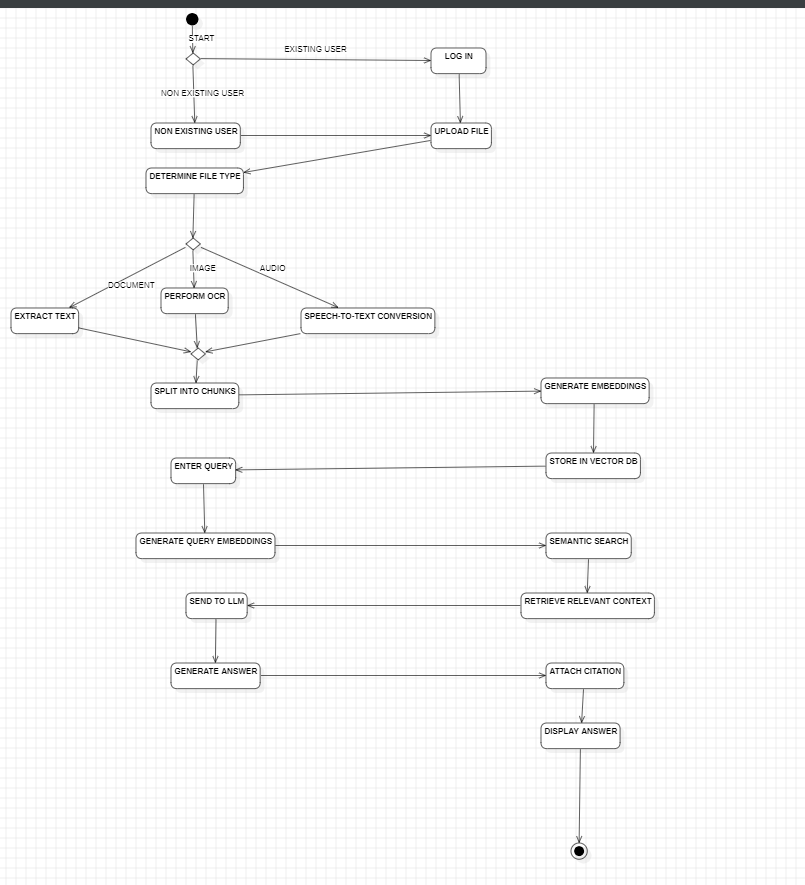 START
EXISTING USER
LOG IN
NON EXISTING USER
NON EXISTING USER
UPLOAD FILE
DETERMINE FILE TYPE
IMAGE
AUDIO
DOCUMENT
PERFORM OCR
EXTRACT TEXT
SPEECH-TO-TEXT CONVERSION
SPLIT INTO CHUNKS
GENERATE EMBEDDINGS
ENTER QUERY
STORE IN VECTOR DB
GENERATE QUERY EMBEDDINGS
SEMANTIC SEARCH
SEND TO LLM
RETRIEVE RELEVANT CONTEXT
GENERATE ANSWER
ATTACH CITATION
DISPLAY ANSWER